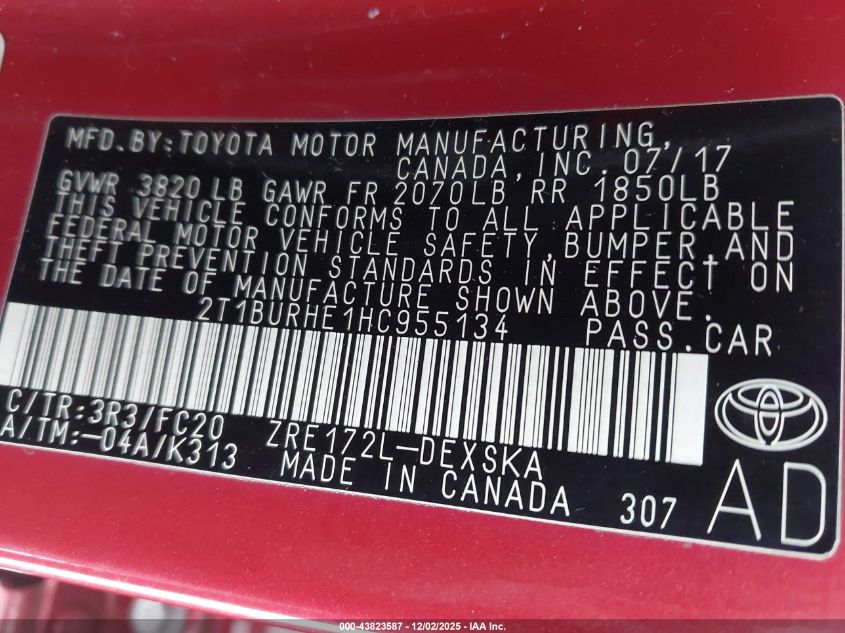 MFD.BY:TOYOTA MOTOR MANUFACTURING,
CANADA,INC. 07/17
GVWR 3820 LB GAWR FR 2070LB RR 1850LB
THIS VEHICLE CONFORMS TO ALL APPLICABLE
FEDERAL MOTOR VEHICLE SAFETY,BUMPER,AND
THEFT PREVENTION STANDARDS IN EFFECT ON
THE DATE OF MANUFACTURE SHOWN ABOVE.
2T1BURHE1HC955134 PASS.CAR
C/TR:3R3/FC20 ZRE172L-DEXSKA
A/TM:-04A/K313 MADE IN CANADA 307
AD
000-43823587 - 12/02/2025 - IAA Inc.